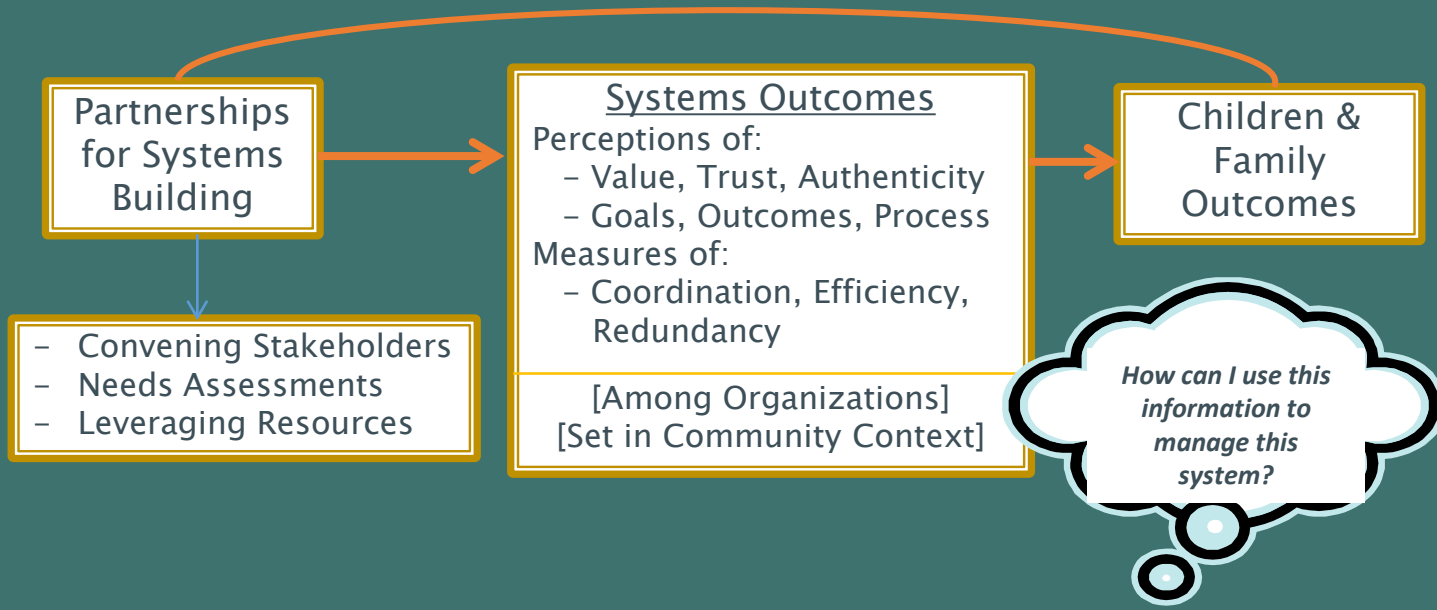 Partnerships
for Systems
Building
– Convening Stakeholders
– Needs Assessments
– Leveraging Resources
Systems Outcomes
Perceptions of:
– Value, Trust, Authenticity
– Goals, Outcomes, Process
Measures of:
– Coordination, Efficiency,
Redundancy
[Among Organizations]
[Set in Community Context]
Children &
Family
Outcomes
How can I use this
information to
manage this
system?